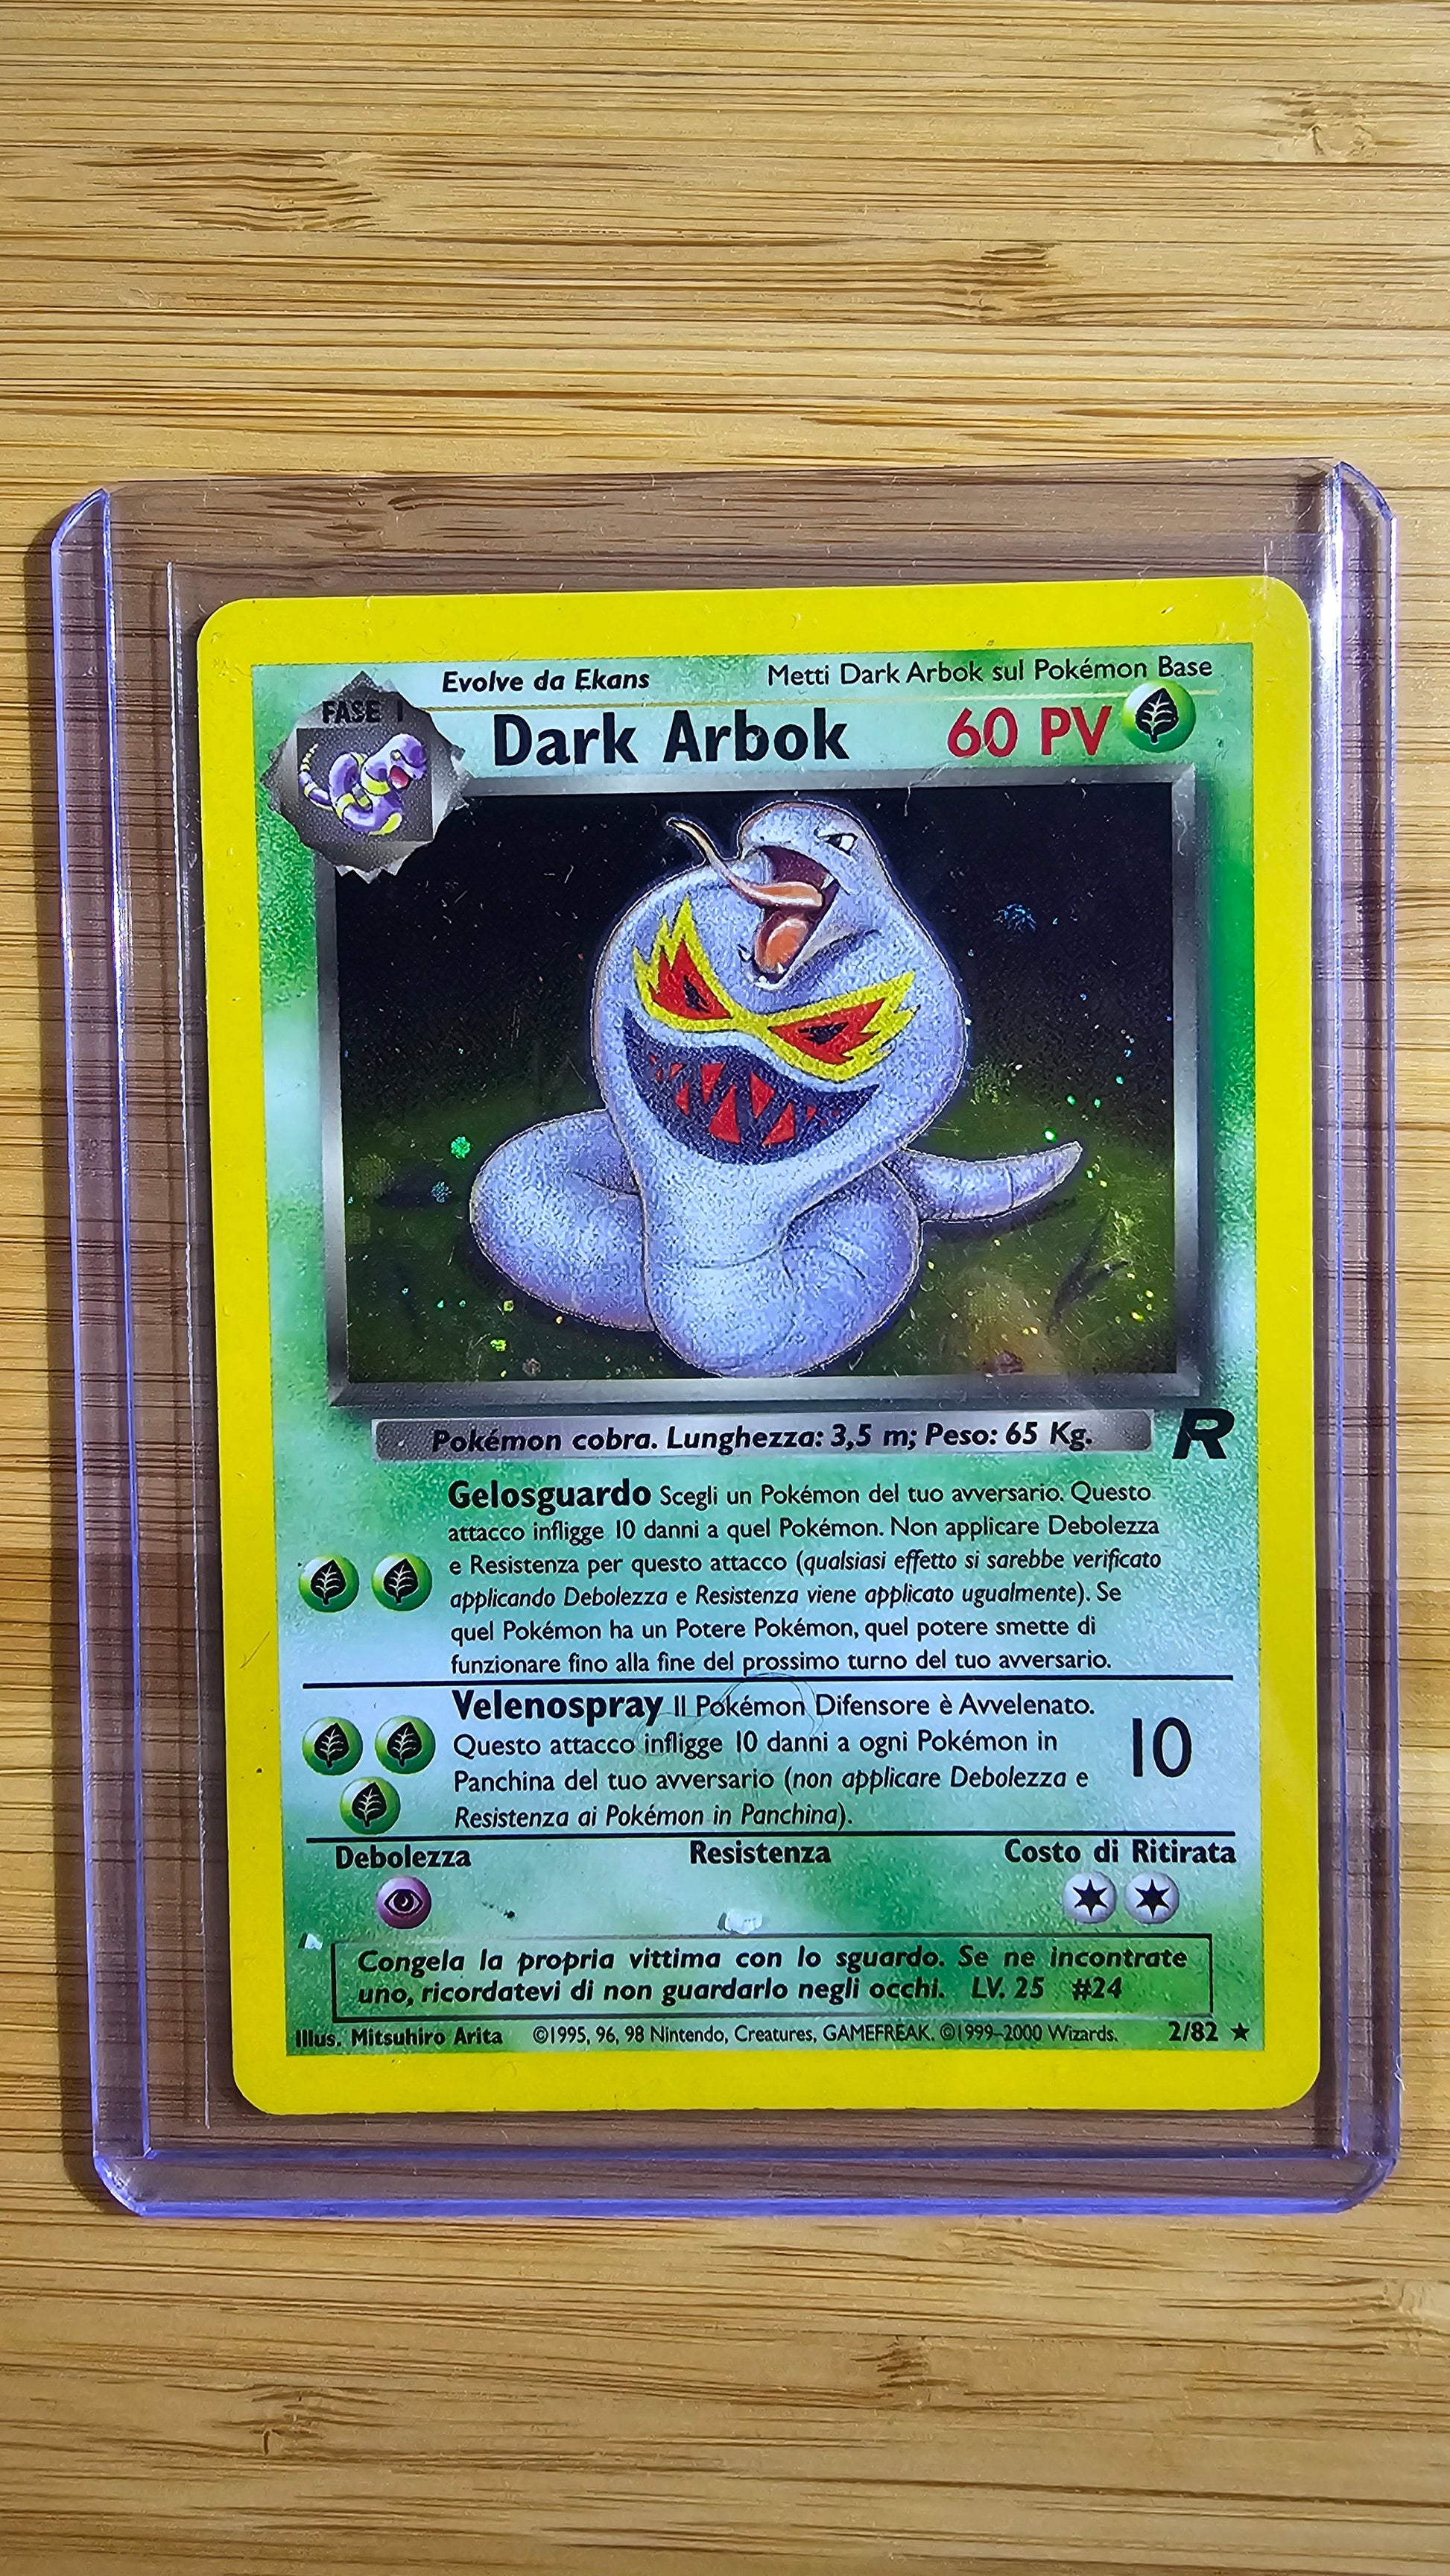 Evolve da Ekans Metti Dark Arbok sul Pokémon Base
FASE 1
Dark Arbok 60 PV
Pokémon cobra. Lunghezza: 3,5 m; Peso: 65 Kg.
R
Gelosguardo Scegli un Pokémon del tuo avversario. Questo
attacco infligge 10 danni a quel Pokémon. Non applicare Debolezza
e Resistenza per questo attacco (qualsiasi effetto si sarebbe verificato
applicando Debolezza e Resistenza viene applicato ugualmente). Se
quel Pokémon ha un Potere Pokémon, quel potere smette di
funzionare fino alla fine del prossimo turno del tuo avversario.
Velenospray Il Pokémon Difensore è Avvelenato.
Questo attacco infligge 10 danni a ogni Pokémon in
Panchina del tuo avversario (non applicare Debolezza e
Resistenza ai Pokémon in Panchina).
10
Debolezza Resistenza Costo di Ritirata
Congela la propria vittima con lo sguardo. Se ne incontrate
uno, ricordatevi di non guardarlo negli occhi. LV. 25 #24
Illus. Mitsuhiro Arita ©1995, 96, 98 Nintendo, Creatures, GAMEFREAK. ©1999-2000 Wizards. 2/82 ★